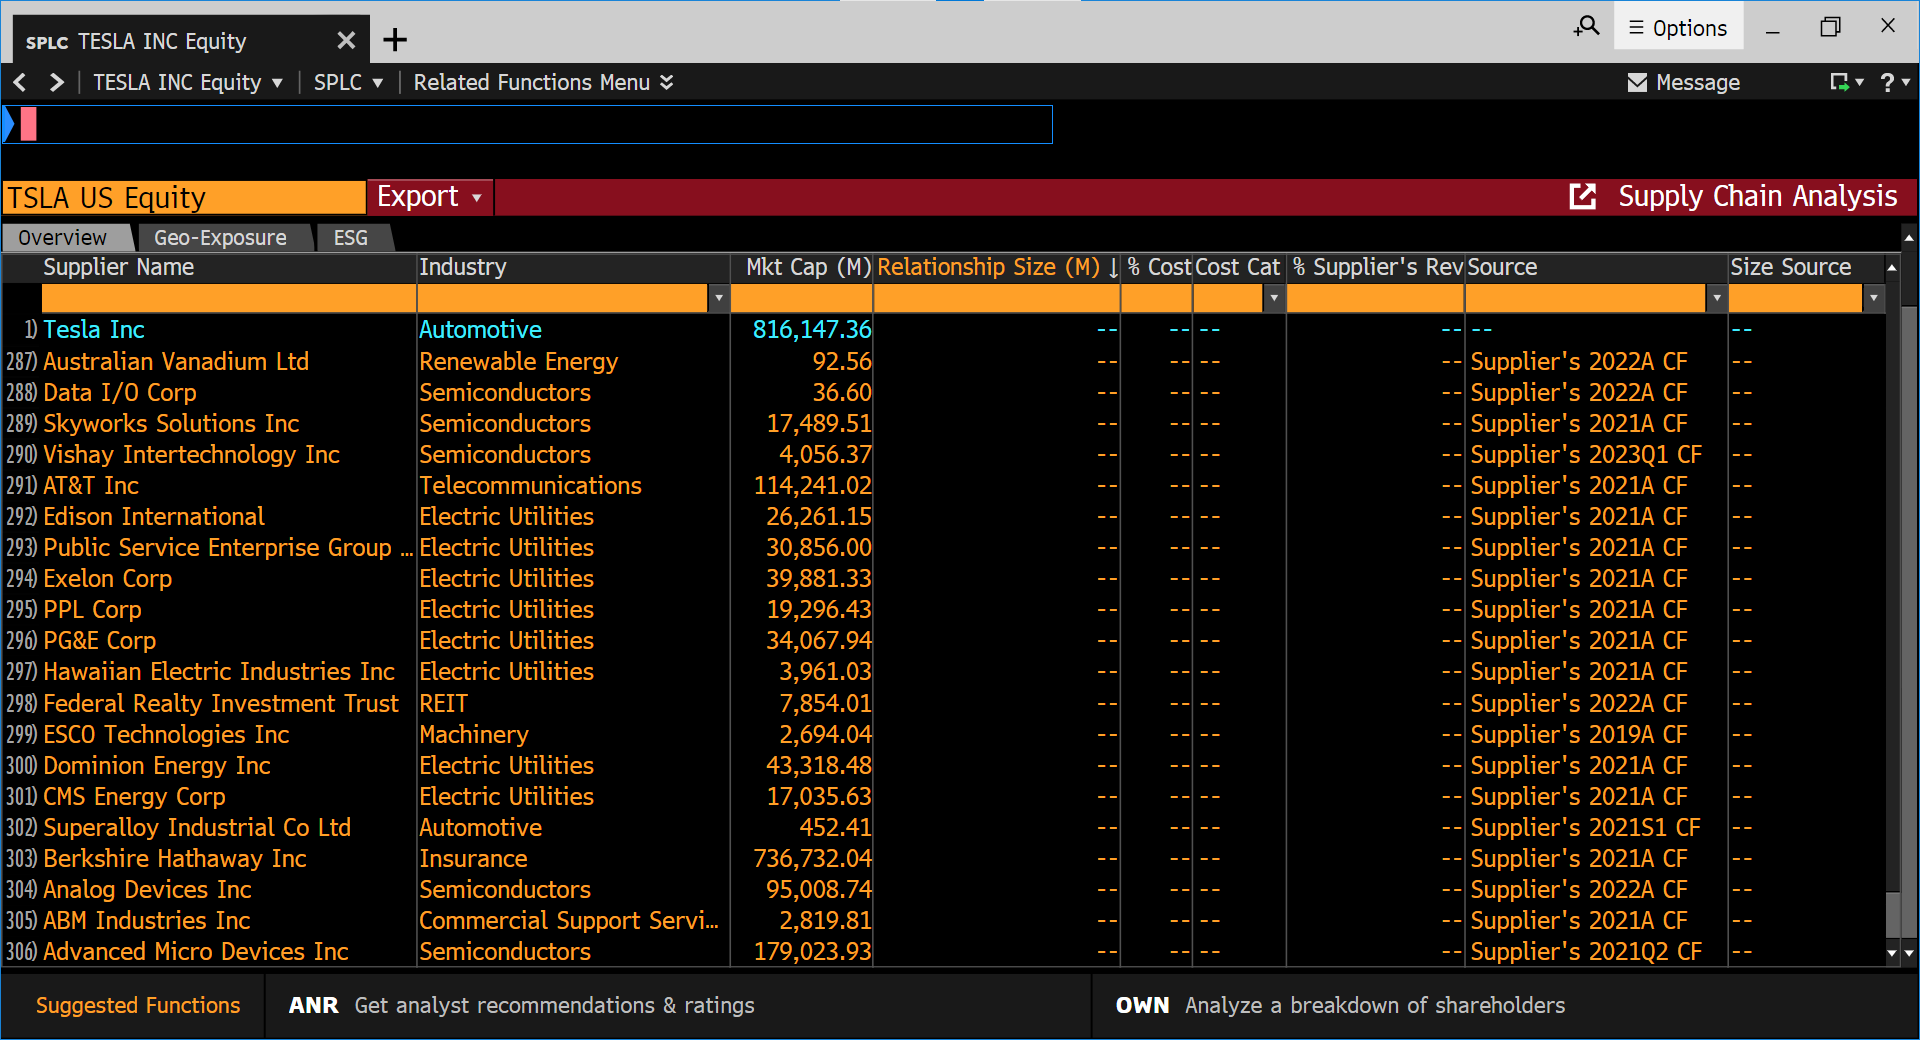 SPLC TESLA INC Equity
Options
TESLA INC Equity SPLC Related Functions Menu Message ?
TSLA US Equity Export Supply Chain Analysis
Overview Geo-Exposure ESG
Supplier Name Industry Mkt Cap (M) Relationship Size (M) ↓ % Cost Cost Cat % Supplier's Rev Source Size Source
1) Tesla Inc Automotive 816,147.36 -- -- -- -- -- --
287) Australian Vanadium Ltd Renewable Energy 92.56 -- -- -- -- Supplier's 2022A CF --
288) Data I/O Corp Semiconductors 36.60 -- -- -- -- Supplier's 2022A CF --
289) Skyworks Solutions Inc Semiconductors 17,489.51 -- -- -- -- Supplier's 2021A CF --
290) Vishay Intertechnology Inc Semiconductors 4,056.37 -- -- -- -- Supplier's 2023Q1 CF --
291) AT&T Inc Telecommunications 114,241.02 -- -- -- -- Supplier's 2021A CF --
292) Edison International Electric Utilities 26,261.15 -- -- -- -- Supplier's 2021A CF --
293) Public Service Enterprise Group ... Electric Utilities 30,856.00 -- -- -- -- Supplier's 2021A CF --
294) Exelon Corp Electric Utilities 39,881.33 -- -- -- -- Supplier's 2021A CF --
295) PPL Corp Electric Utilities 19,296.43 -- -- -- -- Supplier's 2021A CF --
296) PG&E Corp Electric Utilities 34,067.94 -- -- -- -- Supplier's 2021A CF --
297) Hawaiian Electric Industries Inc Electric Utilities 3,961.03 -- -- -- -- Supplier's 2021A CF --
298) Federal Realty Investment Trust REIT 7,854.01 -- -- -- -- Supplier's 2022A CF --
299) ESCO Technologies Inc Machinery 2,694.04 -- -- -- -- Supplier's 2019A CF --
300) Dominion Energy Inc Electric Utilities 43,318.48 -- -- -- -- Supplier's 2021A CF --
301) CMS Energy Corp Electric Utilities 17,035.63 -- -- -- -- Supplier's 2021A CF --
302) Superalloy Industrial Co Ltd Automotive 452.41 -- -- -- -- Supplier's 2021S1 CF --
303) Berkshire Hathaway Inc Insurance 736,732.04 -- -- -- -- Supplier's 2021A CF --
304) Analog Devices Inc Semiconductors 95,008.74 -- -- -- -- Supplier's 2022A CF --
305) ABM Industries Inc Commercial Support Servi... 2,819.81 -- -- -- -- Supplier's 2021A CF --
306) Advanced Micro Devices Inc Semiconductors 179,023.93 -- -- -- -- Supplier's 2021Q2 CF --
Suggested Functions ANR Get analyst recommendations & ratings OWN Analyze a breakdown of shareholders